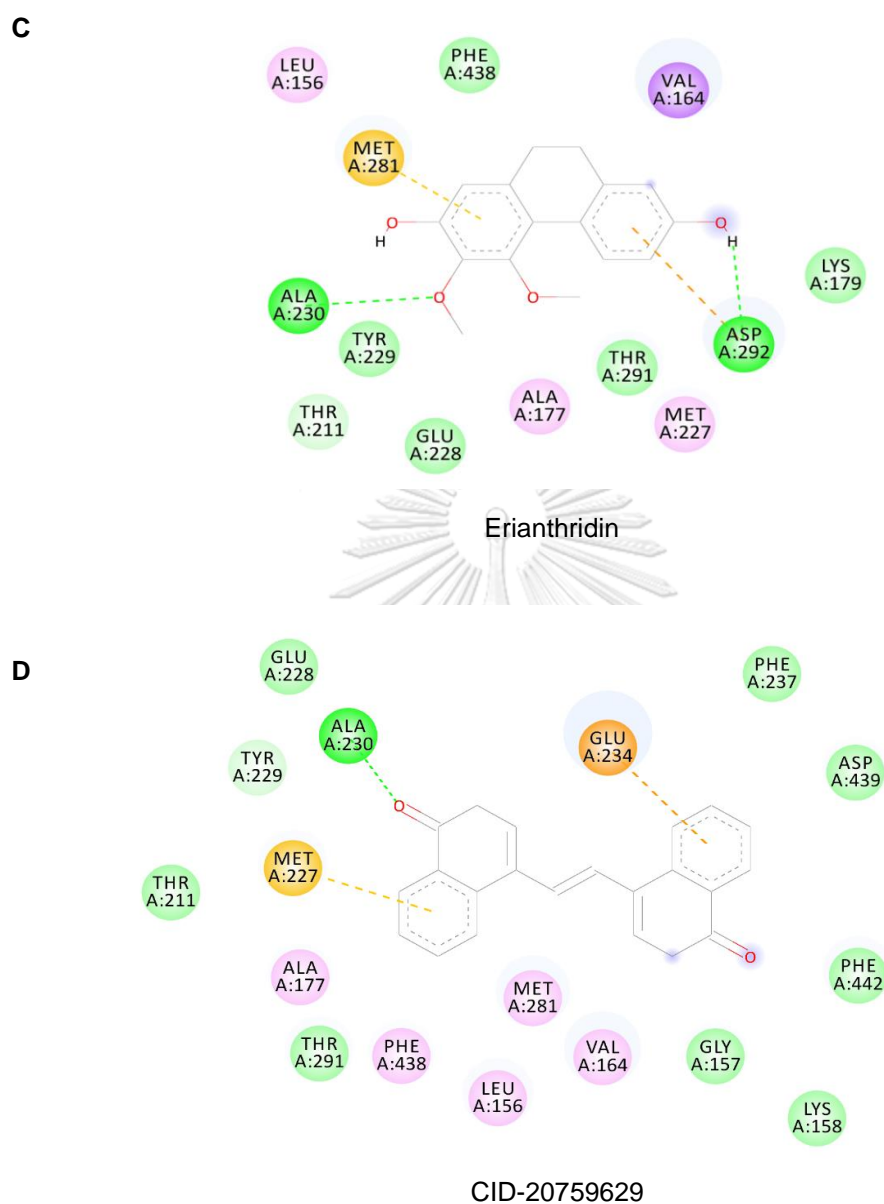 C
LEU
A:156
PHE
A:438
VAL
A:164
MET
A:281
O
H
O
H
LYS
A:179
ALA
A:230
O
O
TYR
A:229
THR
A:291
ASP
A:292
THR
A:211
GLU
A:228
ALA
A:177
MET
A:227
Erianthridin
D
GLU
A:228
PHE
A:237
ALA
A:230
GLU
A:234
TYR
A:229
ASP
A:439
O
MET
A:227
THR
A:211
O
ALA
A:177
MET
A:281
PHE
A:442
THR
A:291
PHE
A:438
LEU
A:156
VAL
A:164
GLY
A:157
LYS
A:158
CID-20759629